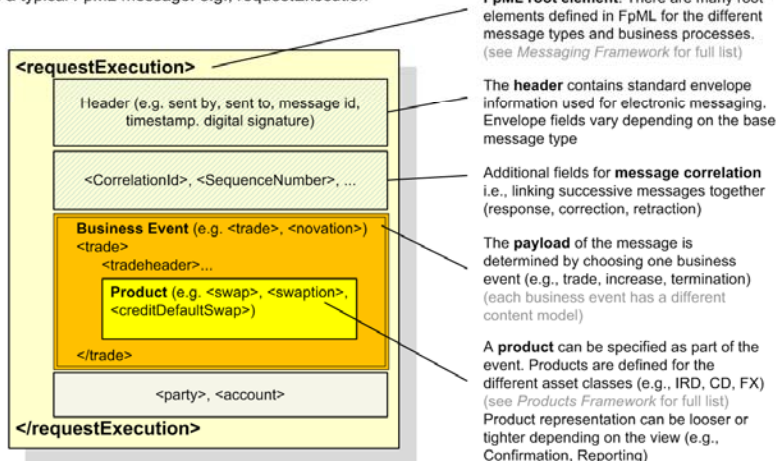 a typical FpML message: e.g., requestExecution
<requestExecution>
Header (e.g. sent by, sent to, message id,
timestamp. digital signature)
<CorrelationId>, <SequenceNumber>, ...
Business Event (e.g. <trade>, <novation>)
<trade>
<tradeheader>...
Product (e.g. <swap>, <swaption>,
<creditDefaultSwap>)
</trade>
<party>, <account>
</requestExecution>
FpML root element. There are many root
elements defined in FpML for the different
message types and business processes.
(see Messaging Framework for full list)
The header contains standard envelope
information used for electronic messaging.
Envelope fields vary depending on the base
message type
Additional fields for message correlation
i.e., linking successive messages together
(response, correction, retraction)
The payload of the message is
determined by choosing one business
event (e.g., trade, increase, termination)
(each business event has a different
content model)
A product can be specified as part of the
event. Products are defined for the
different asset classes (e.g., IRD, CD, FX)
(see Products Framework for full list)
Product representation can be looser or
tighter depending on the view (e.g.,
Confirmation, Reporting)